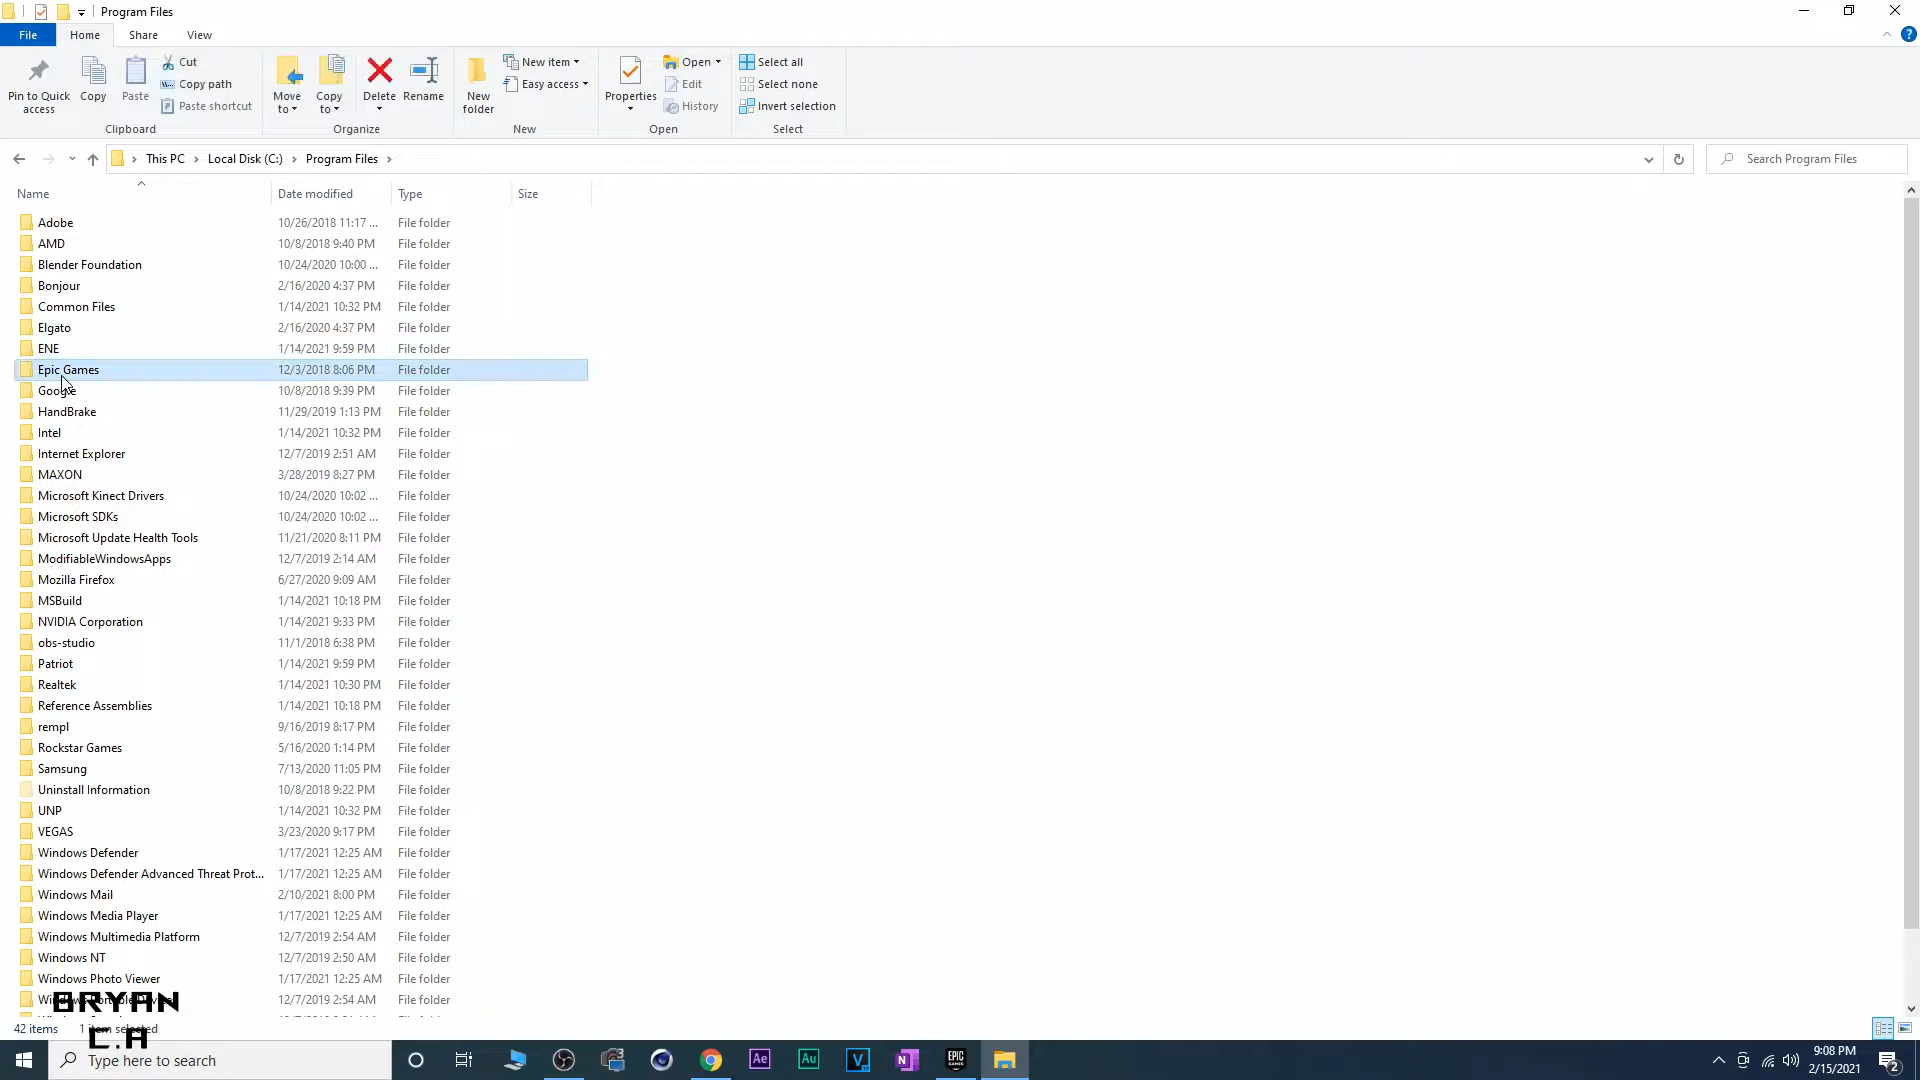 Program Files
File Home Share View
Pin to Quick access
Copy
Paste
Cut
Copy path
Paste shortcut
Clipboard
Move to
Copy to
Delete
Rename
Organize
New folder
New item
Easy access
New
Properties
Open
Edit
History
Open
Select all
Select none
Invert selection
Select
This PC Local Disk (C:) Program Files
Search Program Files
Name Date modified Type Size
Adobe 10/26/2018 11:17 ... File folder
AMD 10/8/2018 9:40 PM File folder
Blender Foundation 10/24/2020 10:00 ... File folder
Bonjour 2/16/2020 4:37 PM File folder
Common Files 1/14/2021 10:32 PM File folder
Elgato 2/16/2020 4:37 PM File folder
ENE 1/14/2021 9:59 PM File folder
Epic Games 12/3/2018 8:06 PM File folder
Google 10/8/2018 9:39 PM File folder
HandBrake 11/29/2019 1:13 PM File folder
Intel 1/14/2021 10:32 PM File folder
Internet Explorer 12/7/2019 2:51 AM File folder
MAXON 3/28/2019 8:27 PM File folder
Microsoft Kinect Drivers 10/24/2020 10:02 ... File folder
Microsoft SDKs 10/24/2020 10:02 ... File folder
Microsoft Update Health Tools 11/21/2020 8:11 PM File folder
ModifiableWindowsApps 12/7/2019 2:14 AM File folder
Mozilla Firefox 6/27/2020 9:09 AM File folder
MSBuild 1/14/2021 10:18 PM File folder
NVIDIA Corporation 1/14/2021 9:33 PM File folder
obs-studio 11/1/2018 6:38 PM File folder
Patriot 1/14/2021 9:59 PM File folder
Realtek 1/14/2021 10:30 PM File folder
Reference Assemblies 1/14/2021 10:18 PM File folder
rempl 9/16/2019 8:17 PM File folder
Rockstar Games 5/16/2020 1:14 PM File folder
Samsung 7/13/2020 11:05 PM File folder
Uninstall Information 10/8/2018 9:22 PM File folder
UNP 1/14/2021 10:32 PM File folder
VEGAS 3/23/2020 9:17 PM File folder
Windows Defender 1/17/2021 12:25 AM File folder
Windows Defender Advanced Threat Prot... 1/17/2021 12:25 AM File folder
Windows Mail 2/10/2021 8:00 PM File folder
Windows Media Player 1/17/2021 12:25 AM File folder
Windows Multimedia Platform 12/7/2019 2:54 AM File folder
Windows NT 12/7/2019 2:50 AM File folder
Windows Photo Viewer 1/17/2021 12:25 AM File folder
12/7/2019 2:54 AM File folder
BRYAN
C.A
42 items 1 item selected
Type here to search
Ae
Au
V
N
EPIC GAMES
9:08 PM
2/15/2021
2